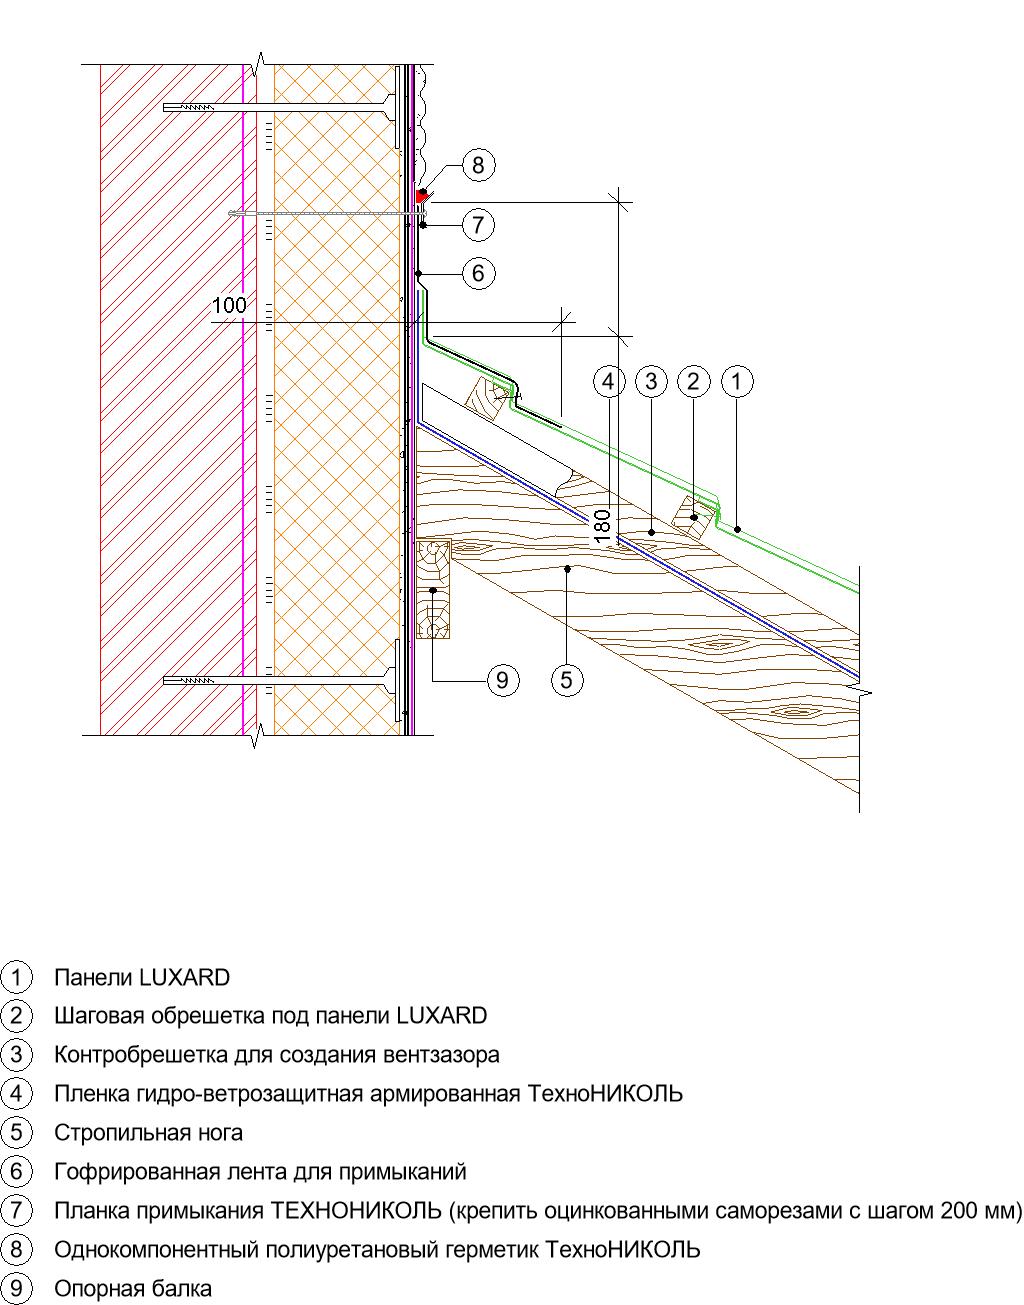 8
7
6
100
4 3 2 1
180
9 5
1 Панели LUXARD
2 Шаговая обрешетка под панели LUXARD
3 Контробрешетка для создания вентзазора
4 Пленка гидро-ветрозащитная армированная ТехноНИКОЛЬ
5 Стропильная нога
6 Гофрированная лента для примыканий
7 Планка примыкания ТЕХНОНИКОЛЬ (крепить оцинкованными саморезами с шагом 200 мм)
8 Однокомпонентный полиуретановый герметик ТехноНИКОЛЬ
9 Опорная балка